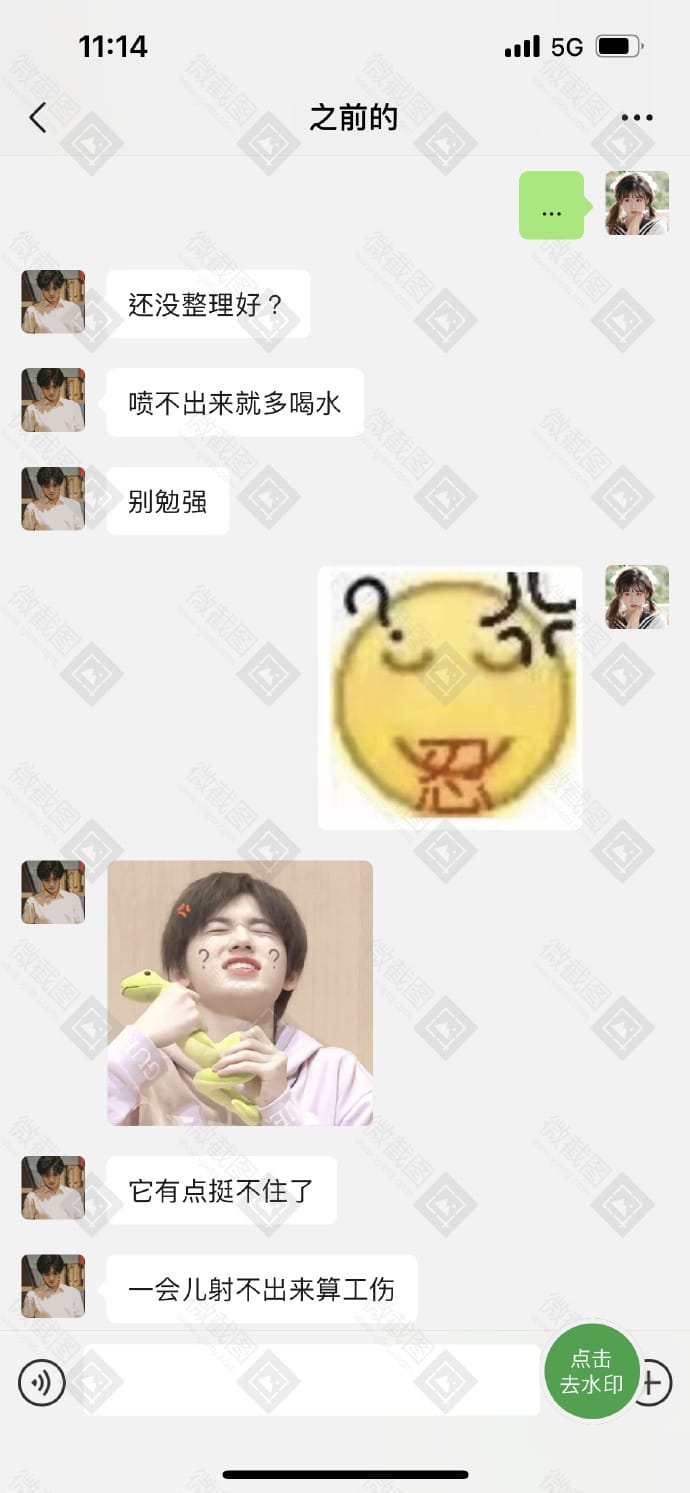 11:14
5G
之前的
...
还没整理好？
喷不出来就多喝水
别勉强
?
忍
? ?
它有点挺不住了
一会儿射不出来算工伤
点击
去水印
微截图